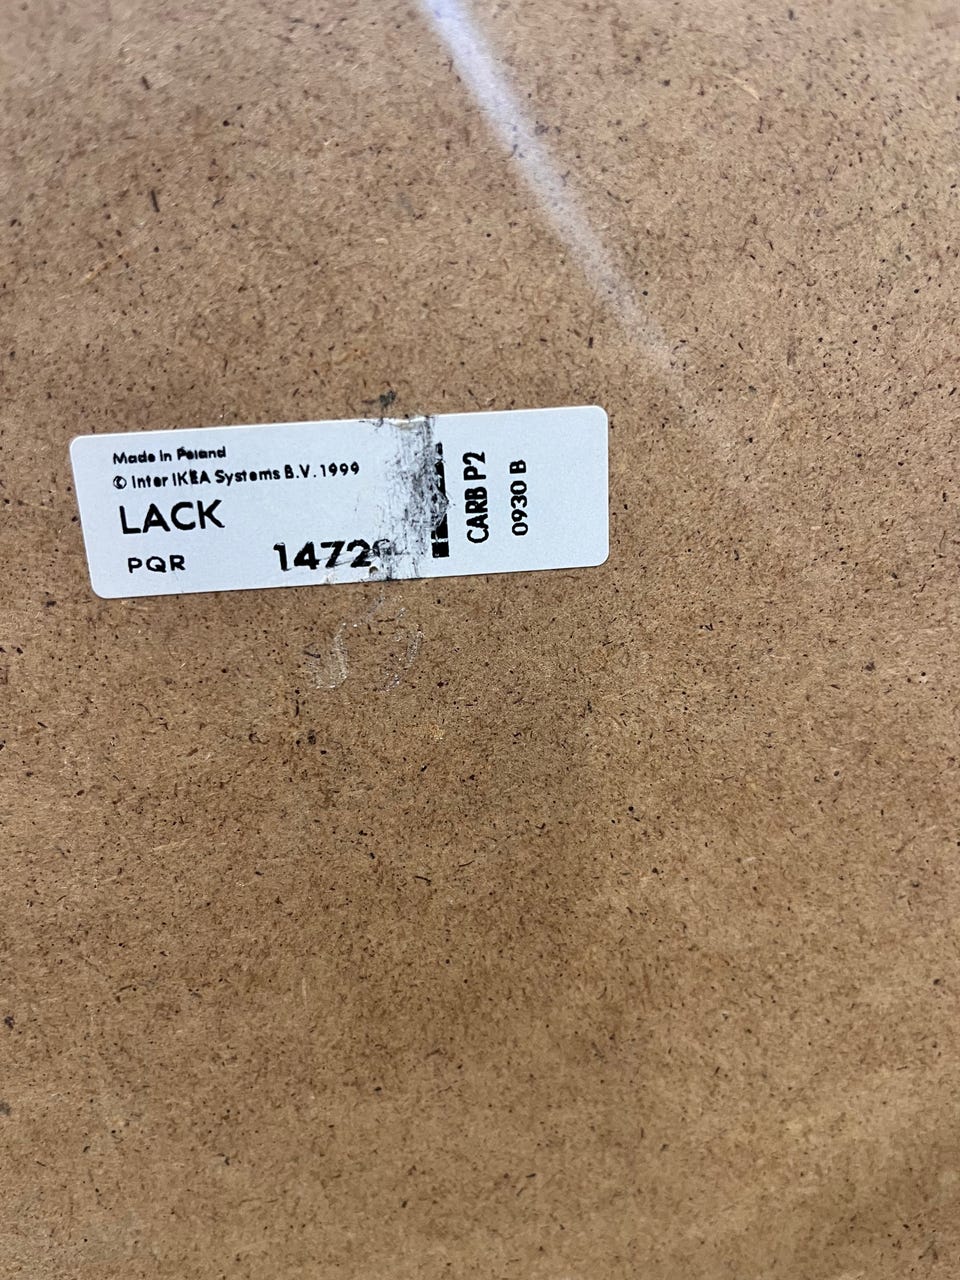 Made in Poland
© Inter IKEA Systems B.V. 1999
LACK
PQR
CARB P2
0930 B